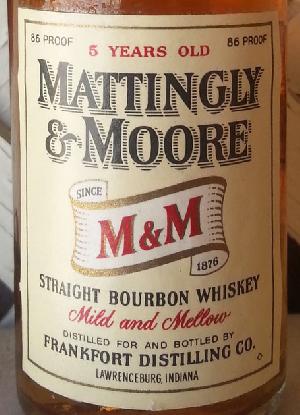 86 PROOF 86 PROOF
5 YEARS OLD
MATTINGLY
& MOORE
SINCE
M&M
1876
STRAIGHT BOURBON WHISKEY
Mild and Mellow
DISTILLED FOR AND BOTTLED BY
FRANKFORT DISTILLING CO.
LAWRENCEBURG, INDIANA